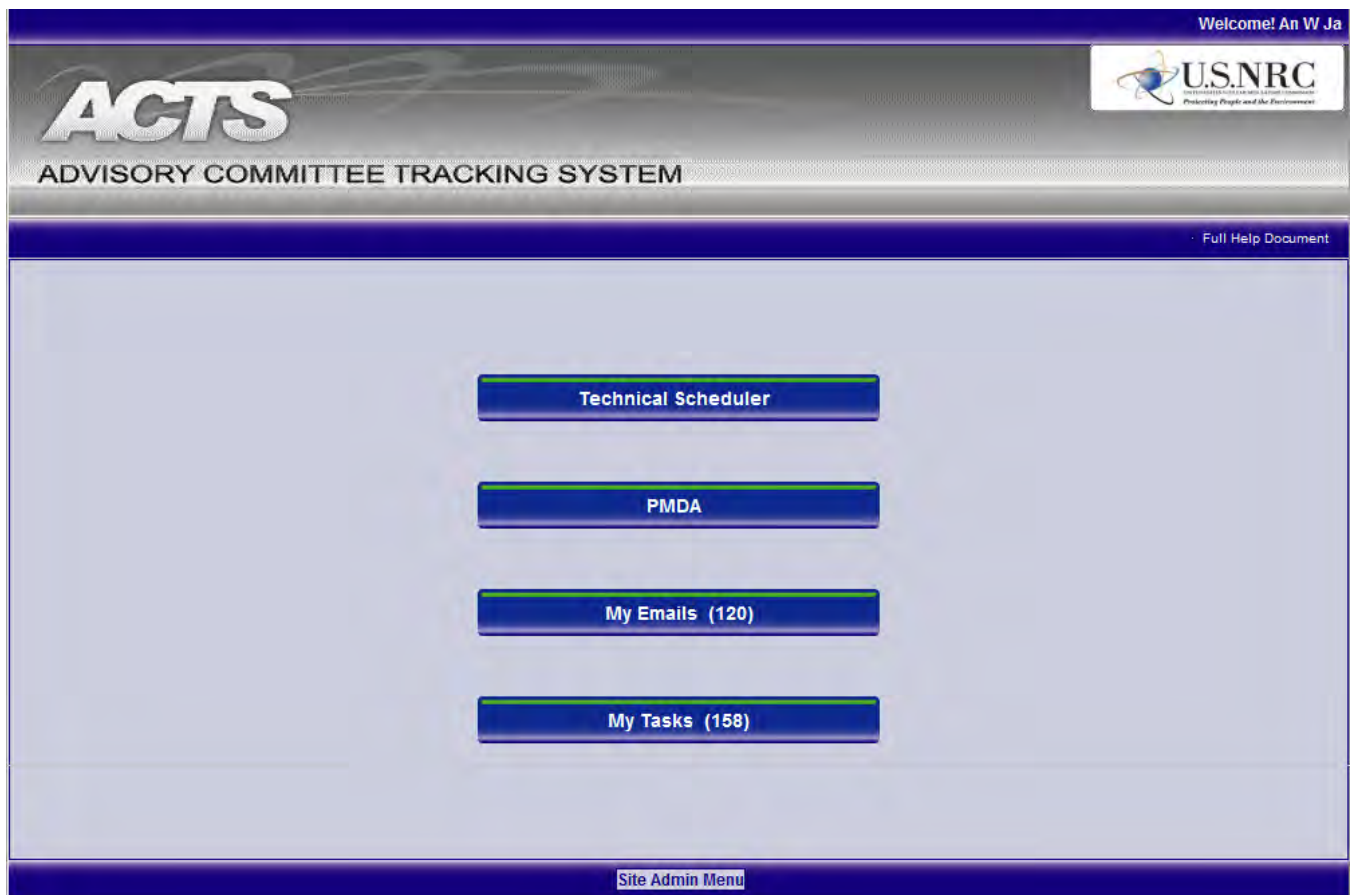 Welcome! An W Ja
ACTS
U.S.NRC
Protecting People and the Environment
ADVISORY COMMITTEE TRACKING SYSTEM
· Full Help Document
Technical Scheduler
PMDA
My Emails (120)
My Tasks (158)
Site Admin Menu